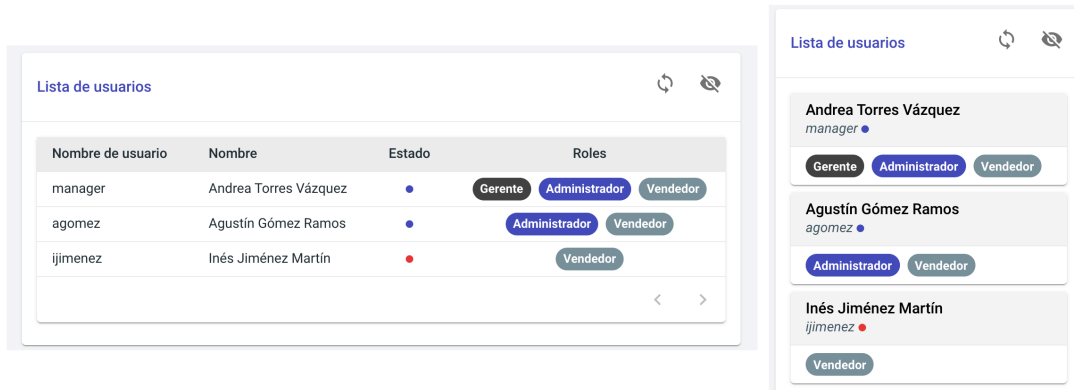 Lista de usuarios
Nombre de usuario Nombre Estado Roles
manager Andrea Torres Vázquez Gerente Administrador Vendedor
agomez Agustín Gómez Ramos Administrador Vendedor
ijimenez Inés Jiménez Martín Vendedor
Lista de usuarios
Andrea Torres Vázquez
manager
Gerente Administrador Vendedor
Agustín Gómez Ramos
agomez
Administrador Vendedor
Inés Jiménez Martín
ijimenez
Vendedor